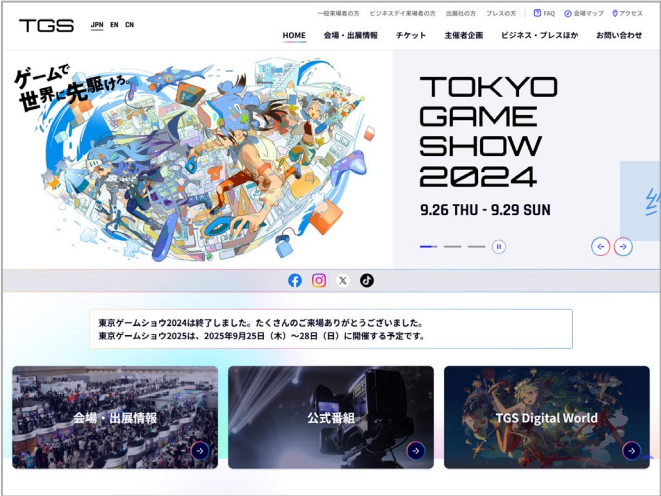 TGS
JPN EN CN
一般来場者の方 ビジネスデイ来場者の方 出展社の方 プレスの方 FAQ 会場マップ アクセス
HOME 会場・出展情報 チケット 主催者企画 ビジネス・プレスほか お問い合わせ
ゲームで
世界に先駆けろ。
TOKYO
GAME
SHOW
2024
9.26 THU - 9.29 SUN
東京ゲームショウ2024は終了しました。たくさんのご来場ありがとうございました。
東京ゲームショウ2025は、2025年9月25日（木）～28日（日）に開催する予定です。
会場・出展情報 公式番組 TGS Digital World